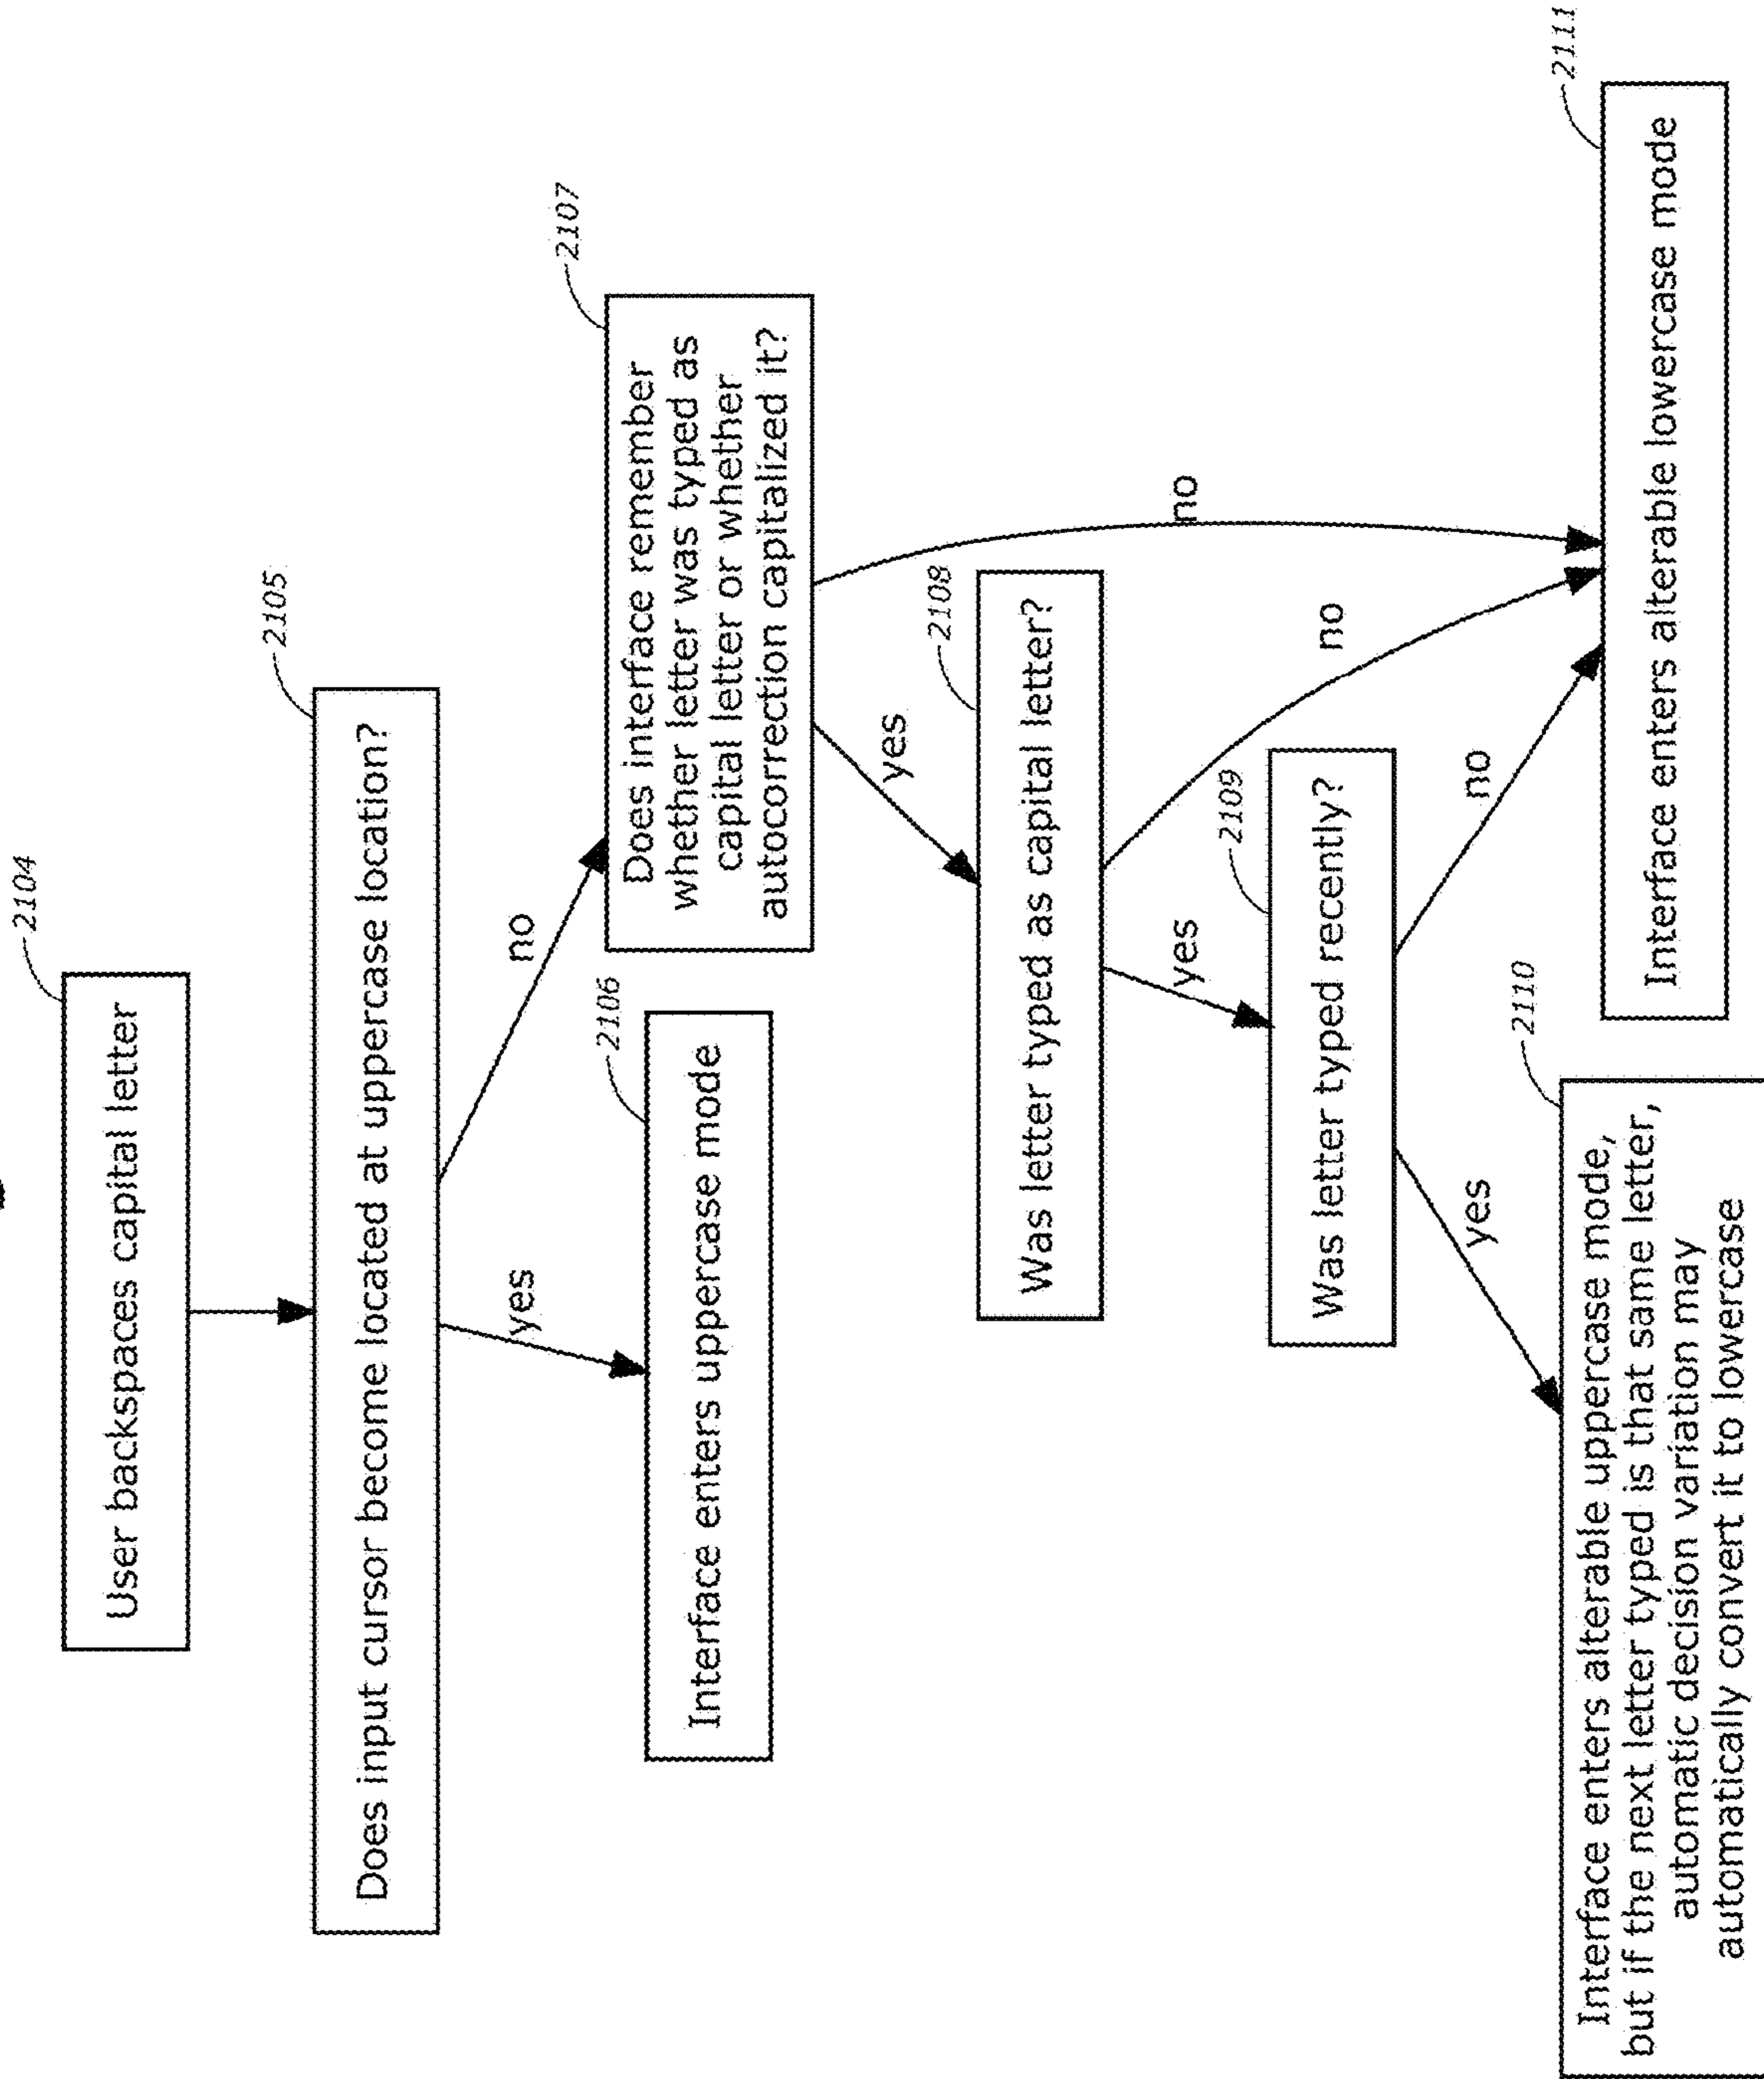 2104
User backspaces capital letter
2105
Does input cursor become located at uppercase location?
yes
no
2106
Interface enters uppercase mode
2107
Does interface remember
whether letter was typed as
capital letter or whether
autocorrection capitalized it?
yes
no
2108
Was letter typed as capital letter?
yes
no
2109
Was letter typed recently?
yes
no
2110
Interface enters alterable uppercase mode,
but if the next letter typed is that same letter,
automatic decision variation may
automatically convert it to lowercase
2111
Interface enters alterable lowercase mode